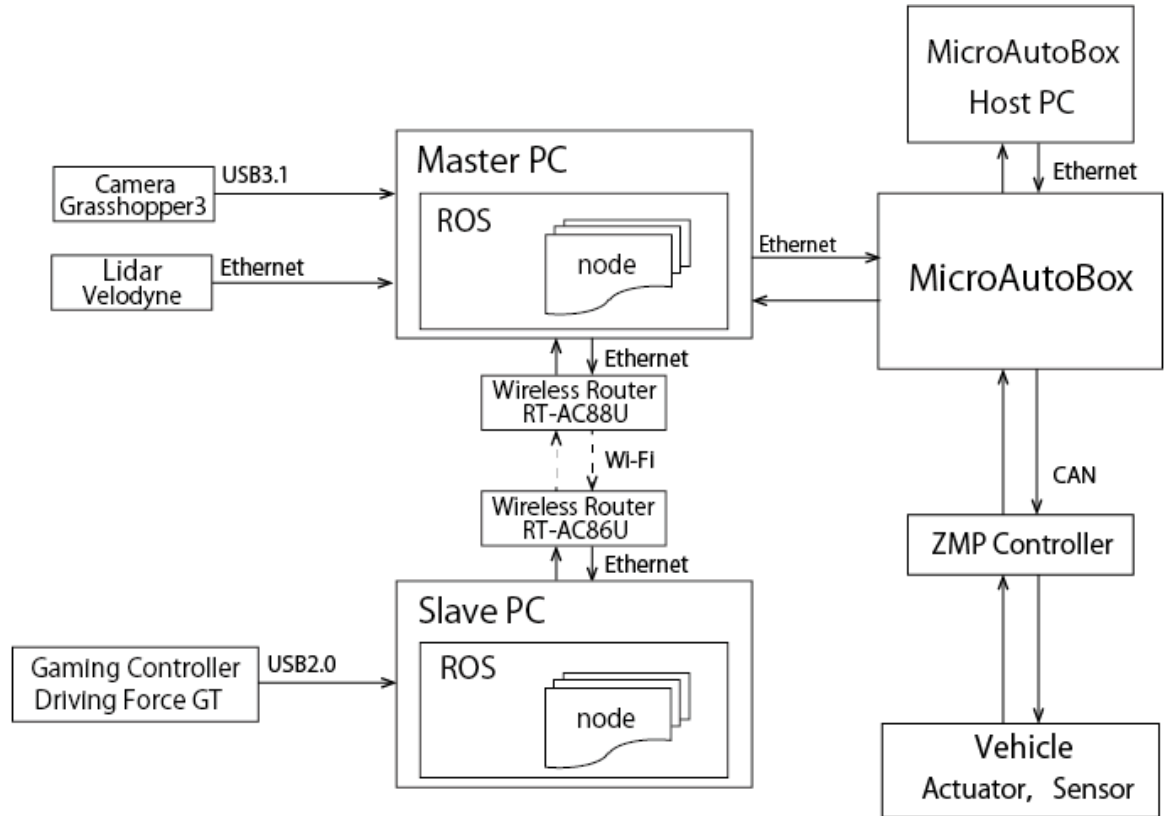 MicroAutoBox
Host PC
Ethernet
Master PC
ROS
node
Camera
Grasshopper3
USB3.1
Lidar
Velodyne
Ethernet
Ethernet
MicroAutoBox
Ethernet
Wireless Router
RT-AC88U
Wi-Fi
Wireless Router
RT-AC86U
Ethernet
CAN
ZMP Controller
Slave PC
ROS
node
Gaming Controller
Driving Force GT
USB2.0
Vehicle
Actuator, Sensor